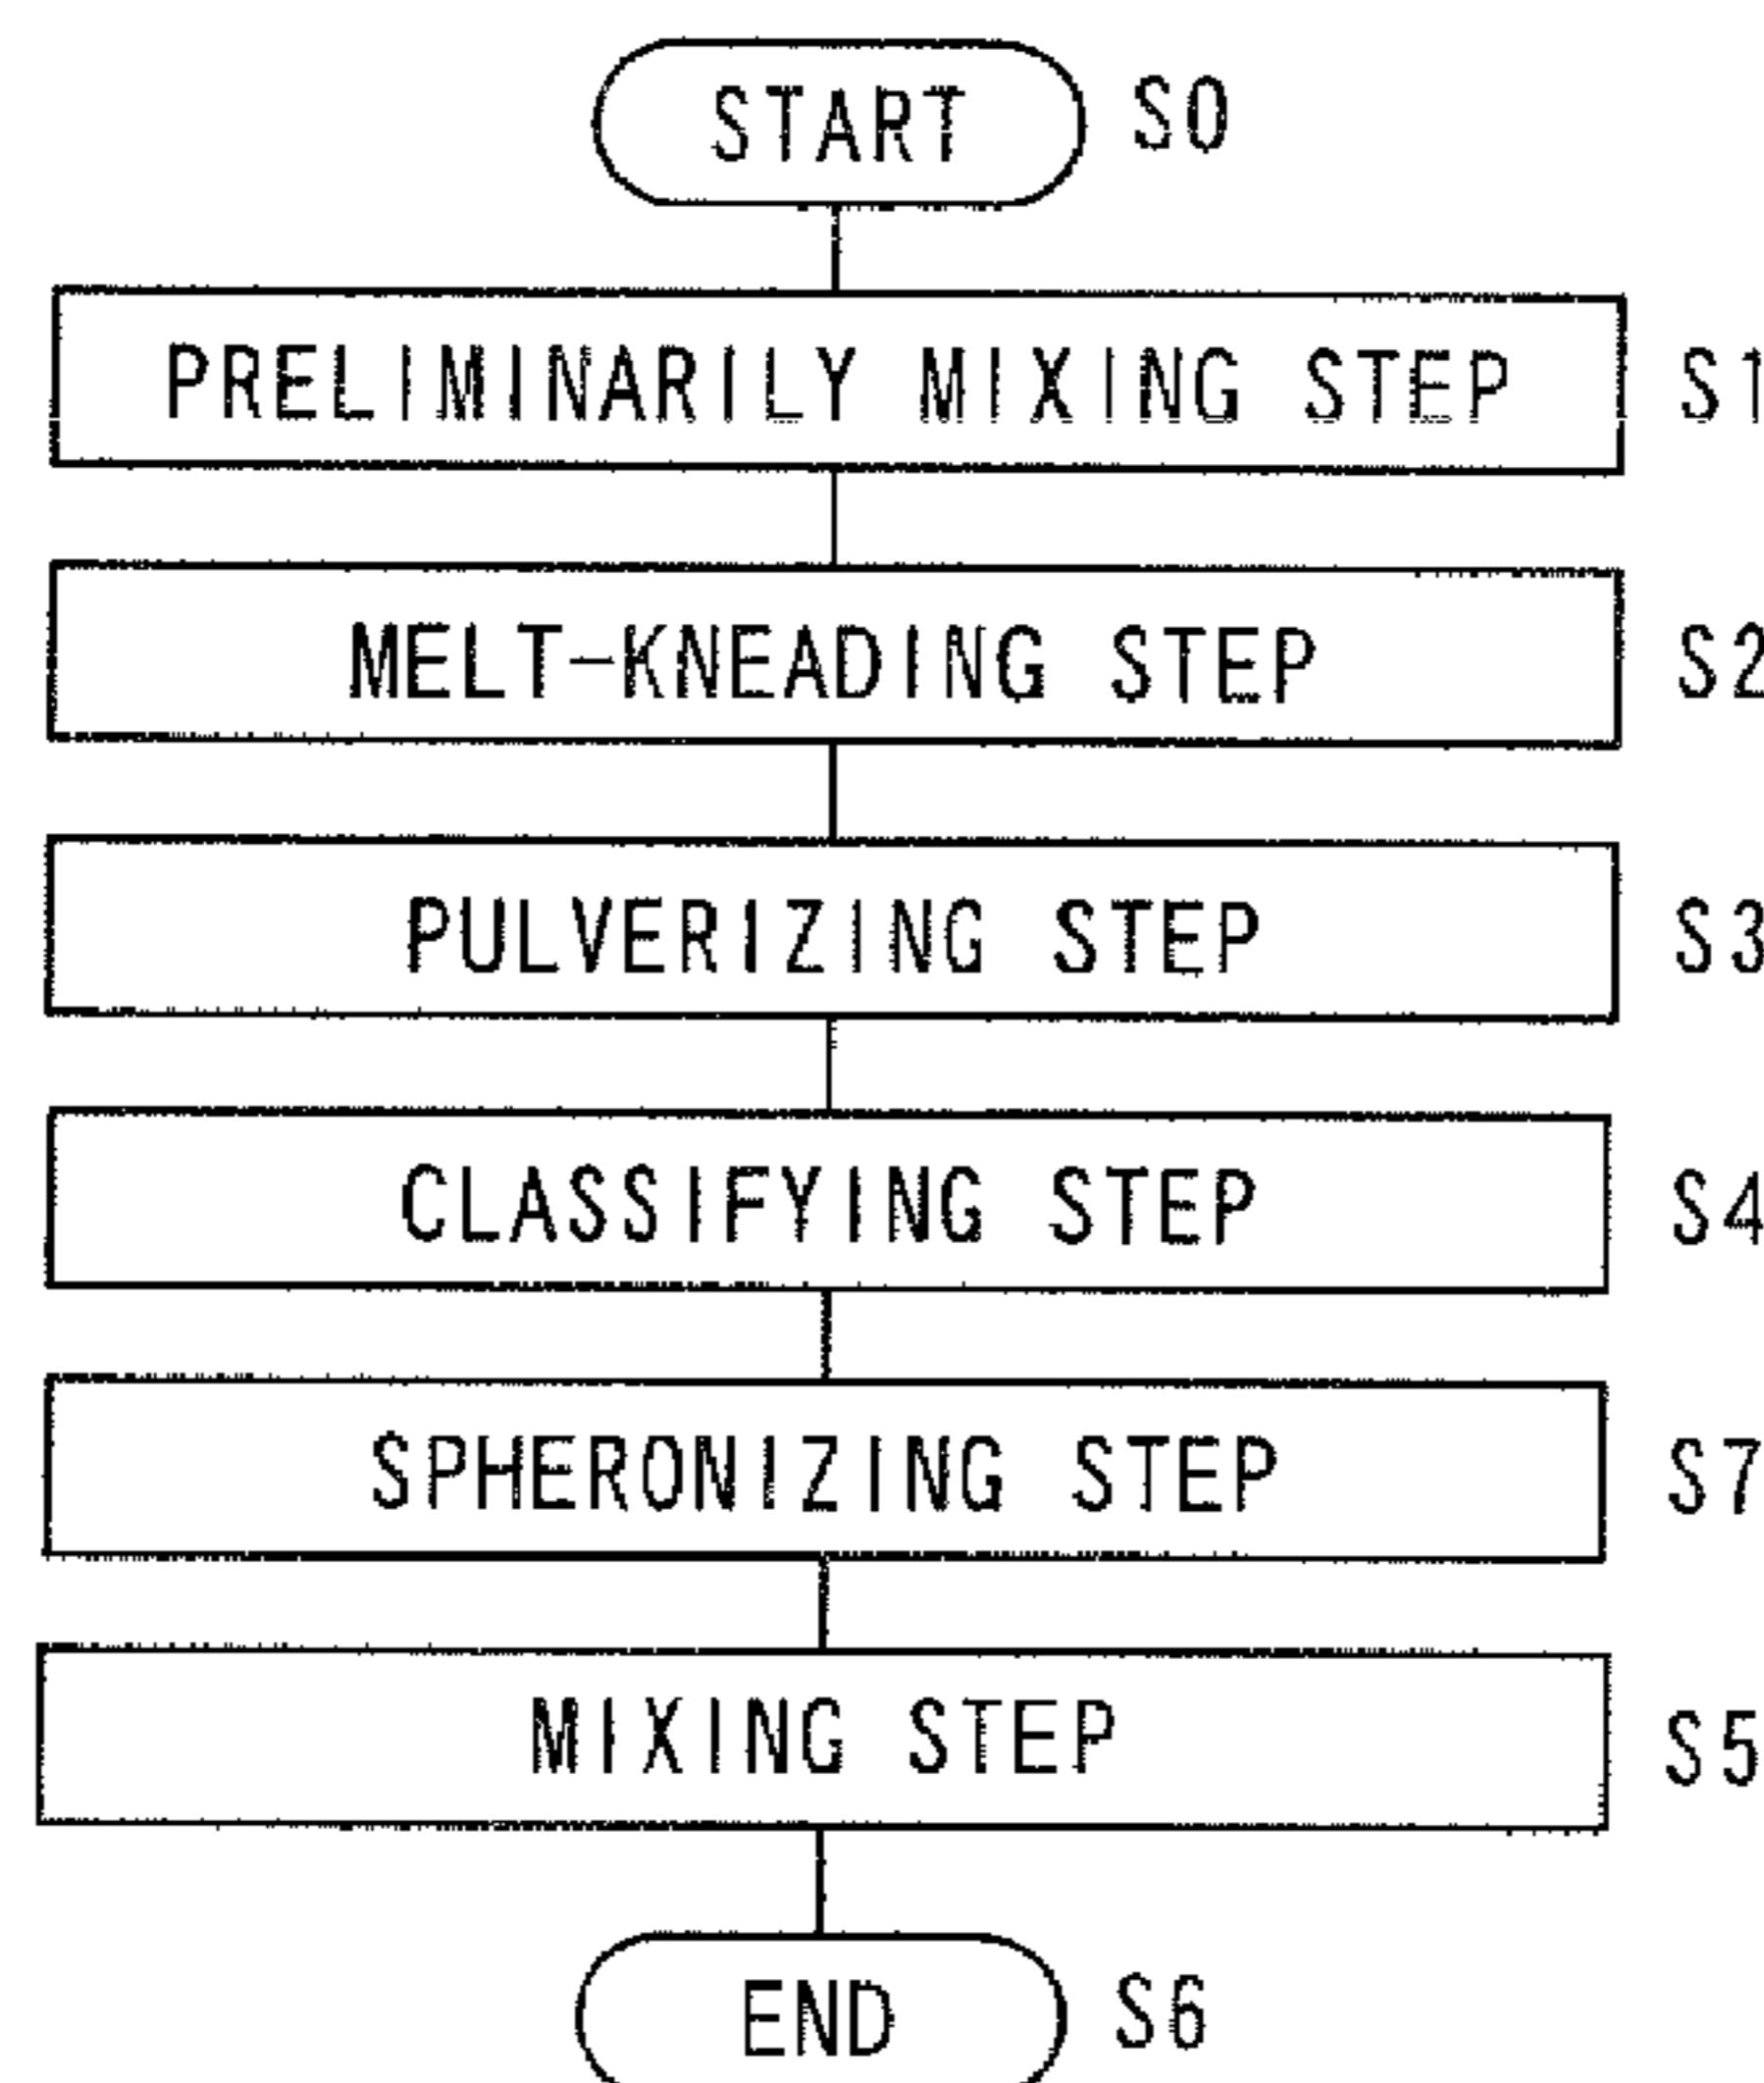 START S0
PRELIMINARILY MIXING STEP S1
MELT-KNEADING STEP S2
PULVERIZING STEP S3
CLASSIFYING STEP S4
SPHERONIZING STEP S7
MIXING STEP S5
END S6